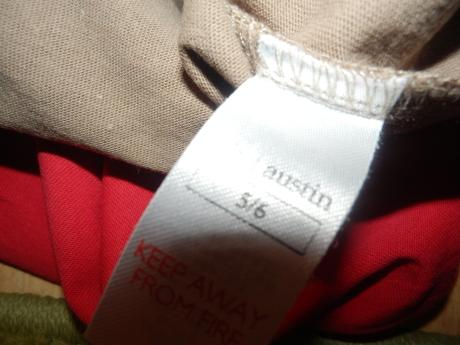 austin
5/6
KEEP AWAY
FROM FIRE